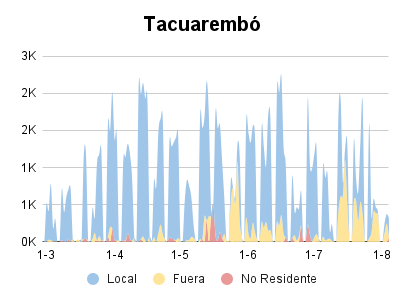 Tacuarembó
3K
2K
2K
1K
1K
0K
1-3 1-4 1-5 1-6 1-7 1-8
Local Fuera No Residente